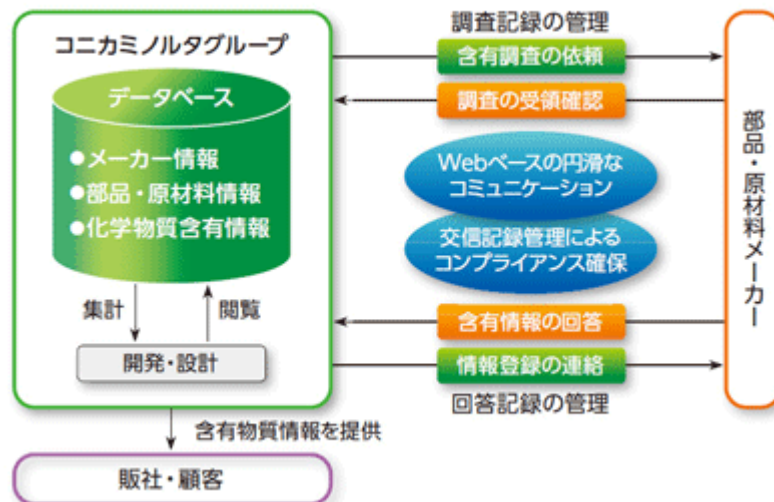 コニカミノルタグループ
データベース
●メーカー情報
●部品・原材料情報
●化学物質含有情報
集計
閲覧
開発・設計
含有物質情報を提供
販社・顧客
調査記録の管理
含有調査の依頼
調査の受領確認
Webベースの円滑な
コミュニケーション
交信記録管理による
コンプライアンス確保
含有情報の回答
情報登録の連絡
回答記録の管理
部品・原材料メーカー